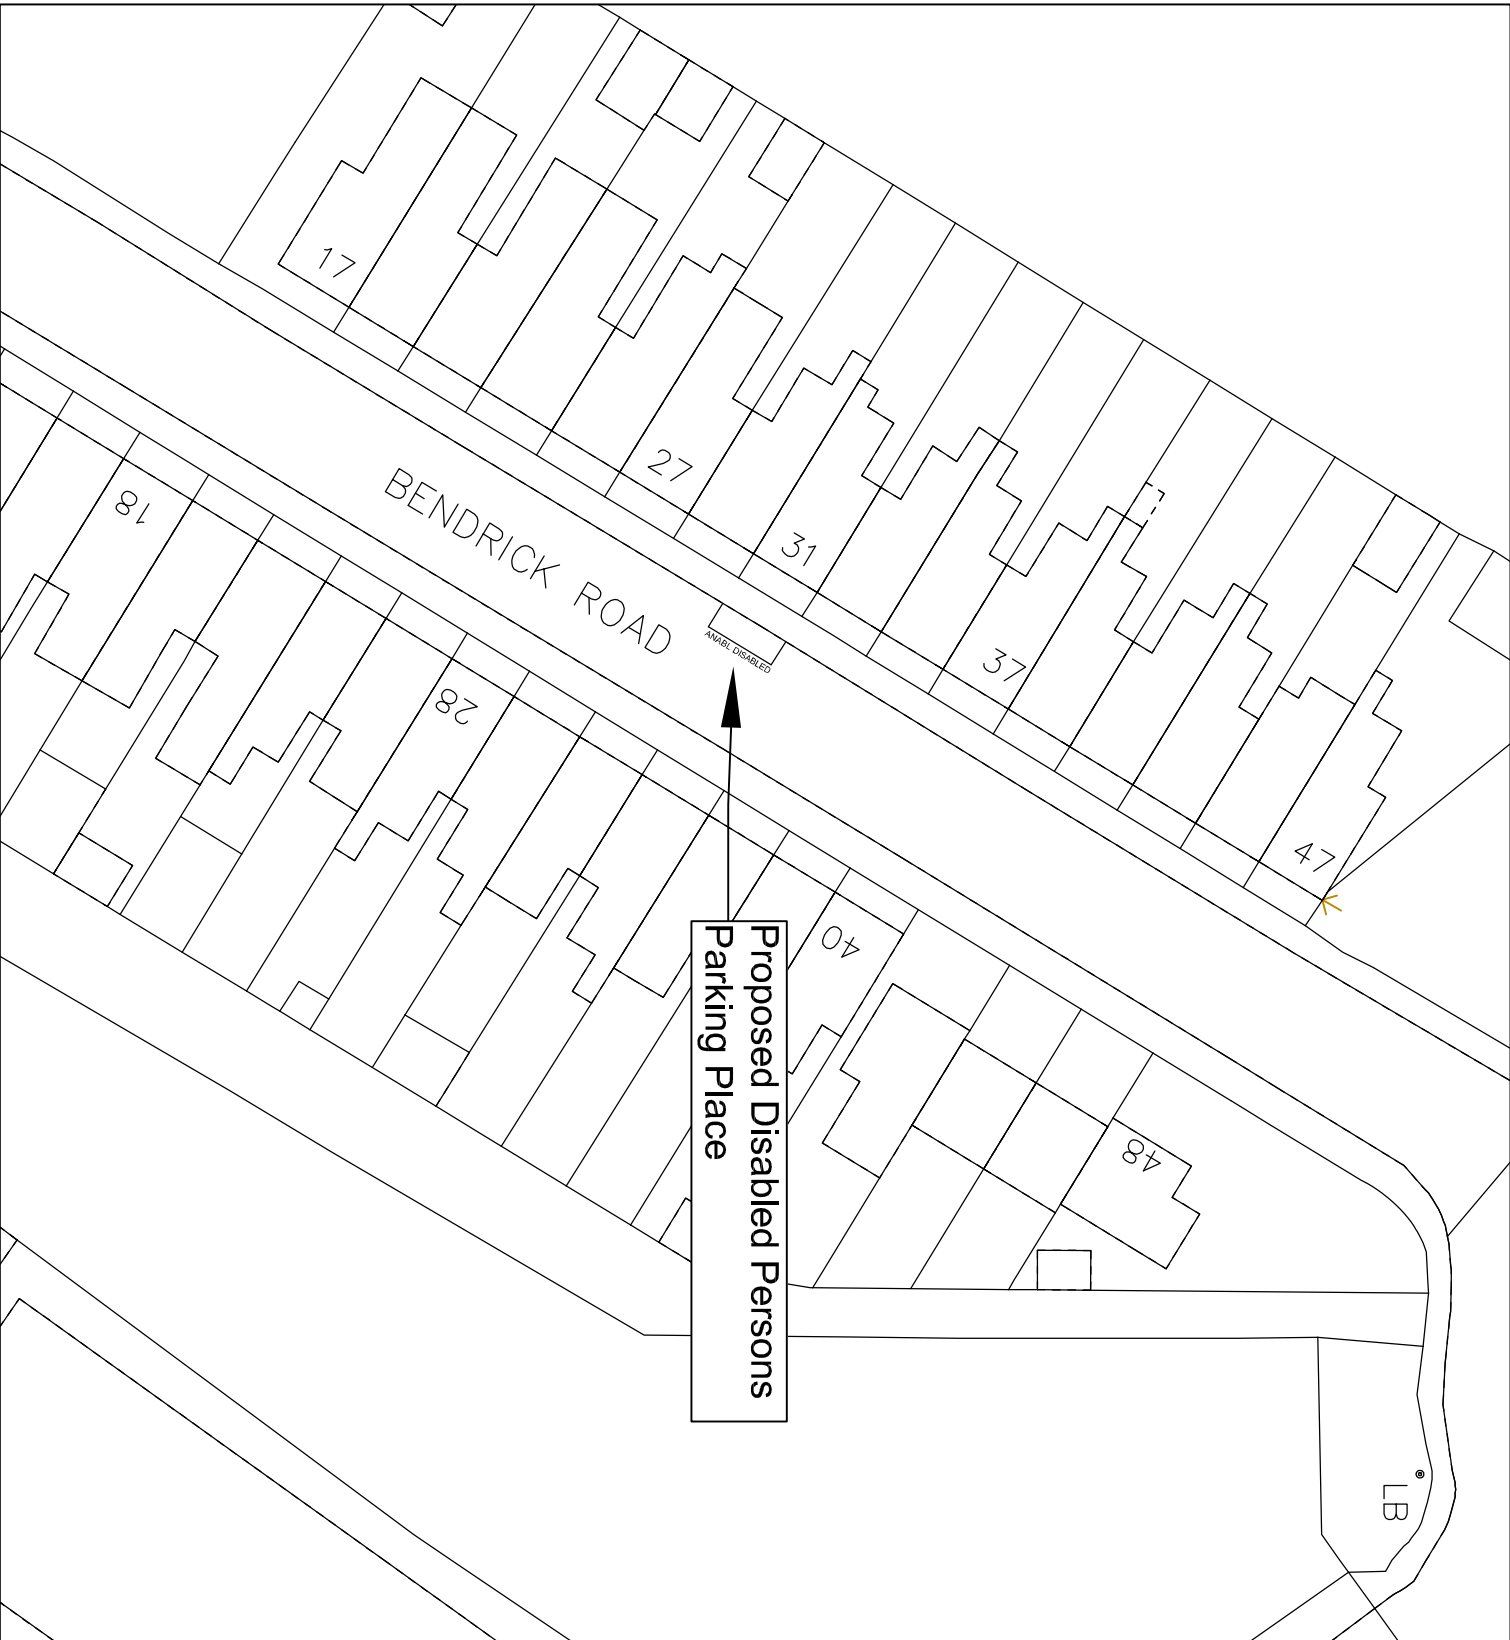 17
27
31
37
47
BENDRICK ROAD
ANABL DISABLED
18
28
40
48
Proposed Disabled Persons
Parking Place
LB